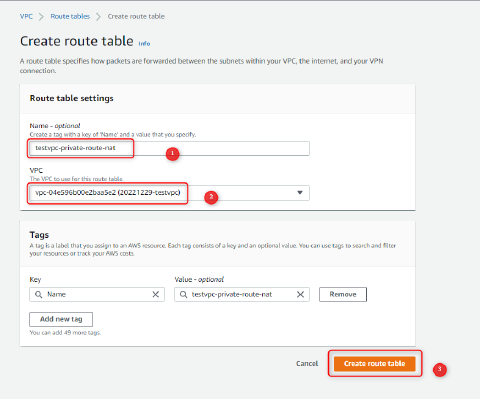 VPC > Route tables > Create route table
Create route table Info
A route table specifies how packets are forwarded between the subnets within your VPC, the internet, and your VPN
connection.
Route table settings
Name - optional
Create a tag with a key of 'Name' and a value that you specify.
testvpc-private-route-nat
1
VPC
The VPC to use for this route table.
vpc-04e596b00e2baa5e2 (20221229-testvpc)
2
Tags
A tag is a label that you assign to an AWS resource. Each tag consists of a key and an optional value. You can use tags to search and filter
your resources or track your AWS costs.
Key
Value - optional
Name
testvpc-private-route-nat
Remove
Add new tag
You can add 49 more tags.
Cancel
Create route table
3